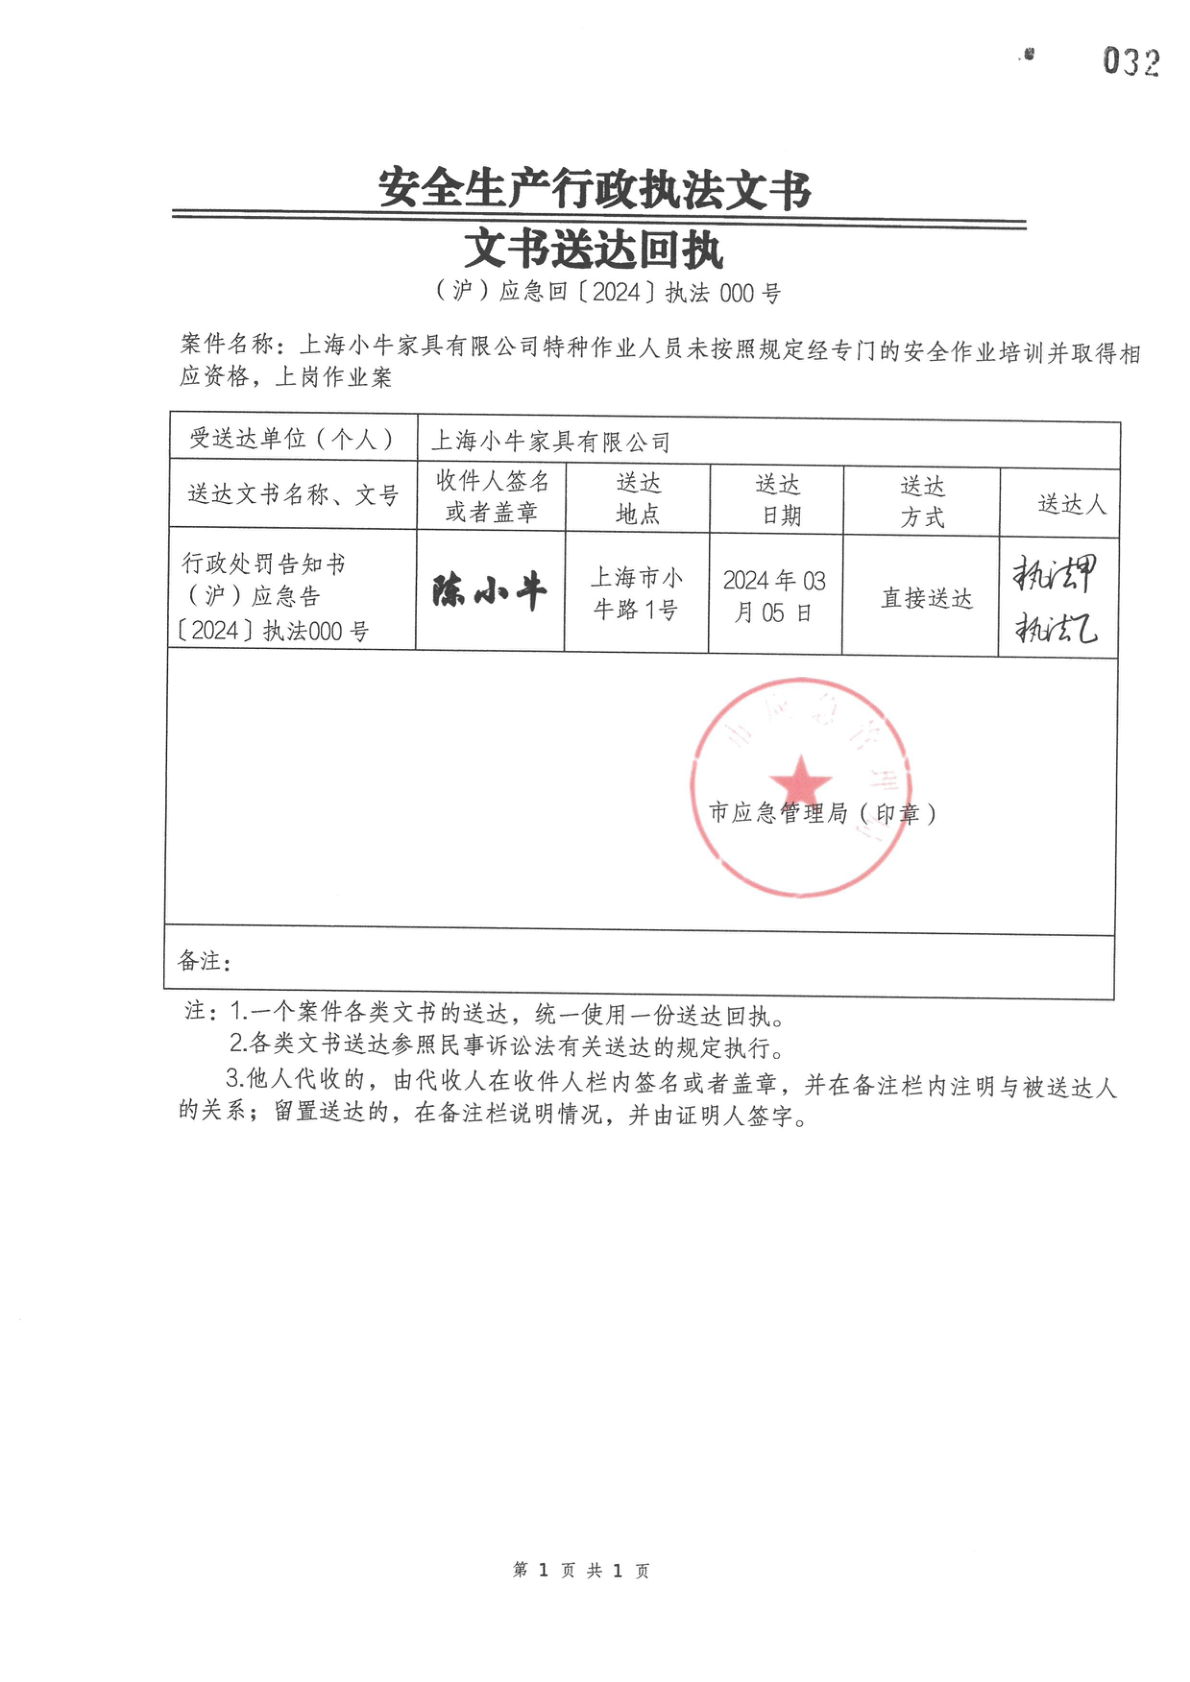 032
安全生产行政执法文书
文书送达回执
（沪）应急回〔2024〕执法 000 号
案件名称：上海小牛家具有限公司特种作业人员未按照规定经专门的安全作业培训并取得相
应资格，上岗作业案
受送达单位（个人）
上海小牛家具有限公司
送达文书名称、文号
收件人签名
或者盖章
送达
地点
送达
日期
送达
方式
送达人
行政处罚告知书
（沪）应急告
〔2024〕执法000 号
陈小牛
上海市小
牛路 1号
2024 年 03
月 05 日
直接送达
执法甲
执法乙
市应急管理局
市应急管理局（印章）
备注：
注：1.一个案件各类文书的送达，统一使用一份送达回执。
2.各类文书送达参照民事诉讼法有关送达的规定执行。
3.他人代收的，由代收人在收件人栏内签名或者盖章，并在备注栏内注明与被送达人
的关系；留置送达的，在备注栏说明情况，并由证明人签字。
第 1 页 共 1 页